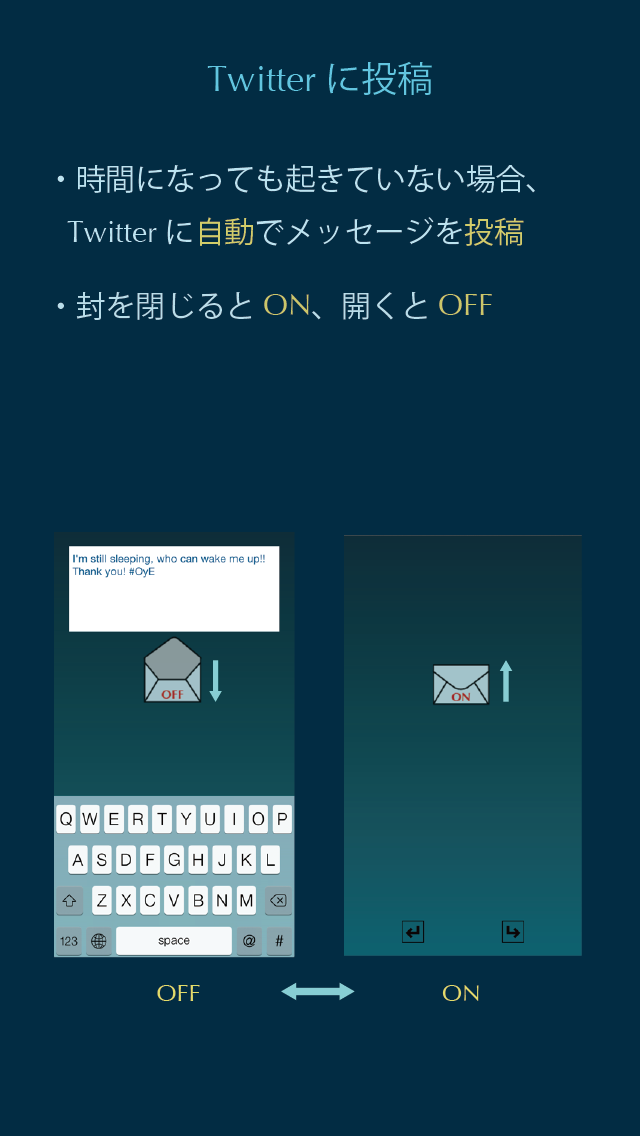 Twitter に投稿
・時間になっても起きていない場合、
Twitter に自動でメッセージを投稿
・封を閉じると ON、開くと OFF
I'm still sleeping, who can wake me up!!
Thank you! #OyE
OFF
ON
Q W E R T Y U I O P
A S D F G H J K L
Z X C V B N M
123 space @ #
OFF
ON